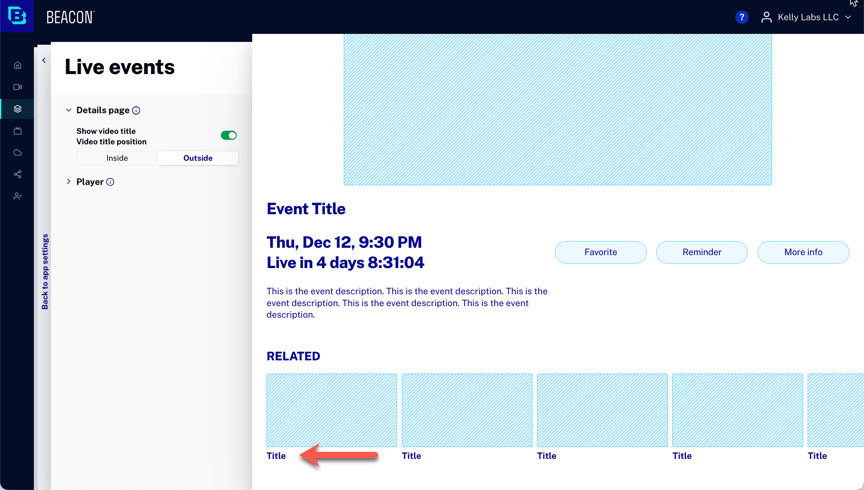 BEACON
?
Kelly Labs LLC
Live events
Details page
Show video title
Video title position
Inside
Outside
Player
Back to app settings
Event Title
Thu, Dec 12, 9:30 PM
Live in 4 days 8:31:04
Favorite
Reminder
More info
This is the event description. This is the event description. This is the
event description. This is the event description. This is the event
description.
RELATED
Title
Title
Title
Title
Title